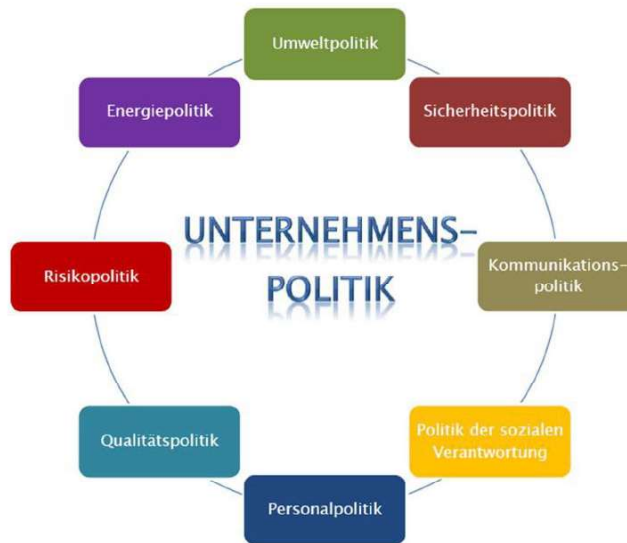 Umweltpolitik
Sicherheitspolitik
Kommunikations-
politik
Politik der sozialen
Verantwortung
Personalpolitik
Qualitätspolitik
Risikopolitik
Energiepolitik
UNTERNEHMENS-
POLITIK